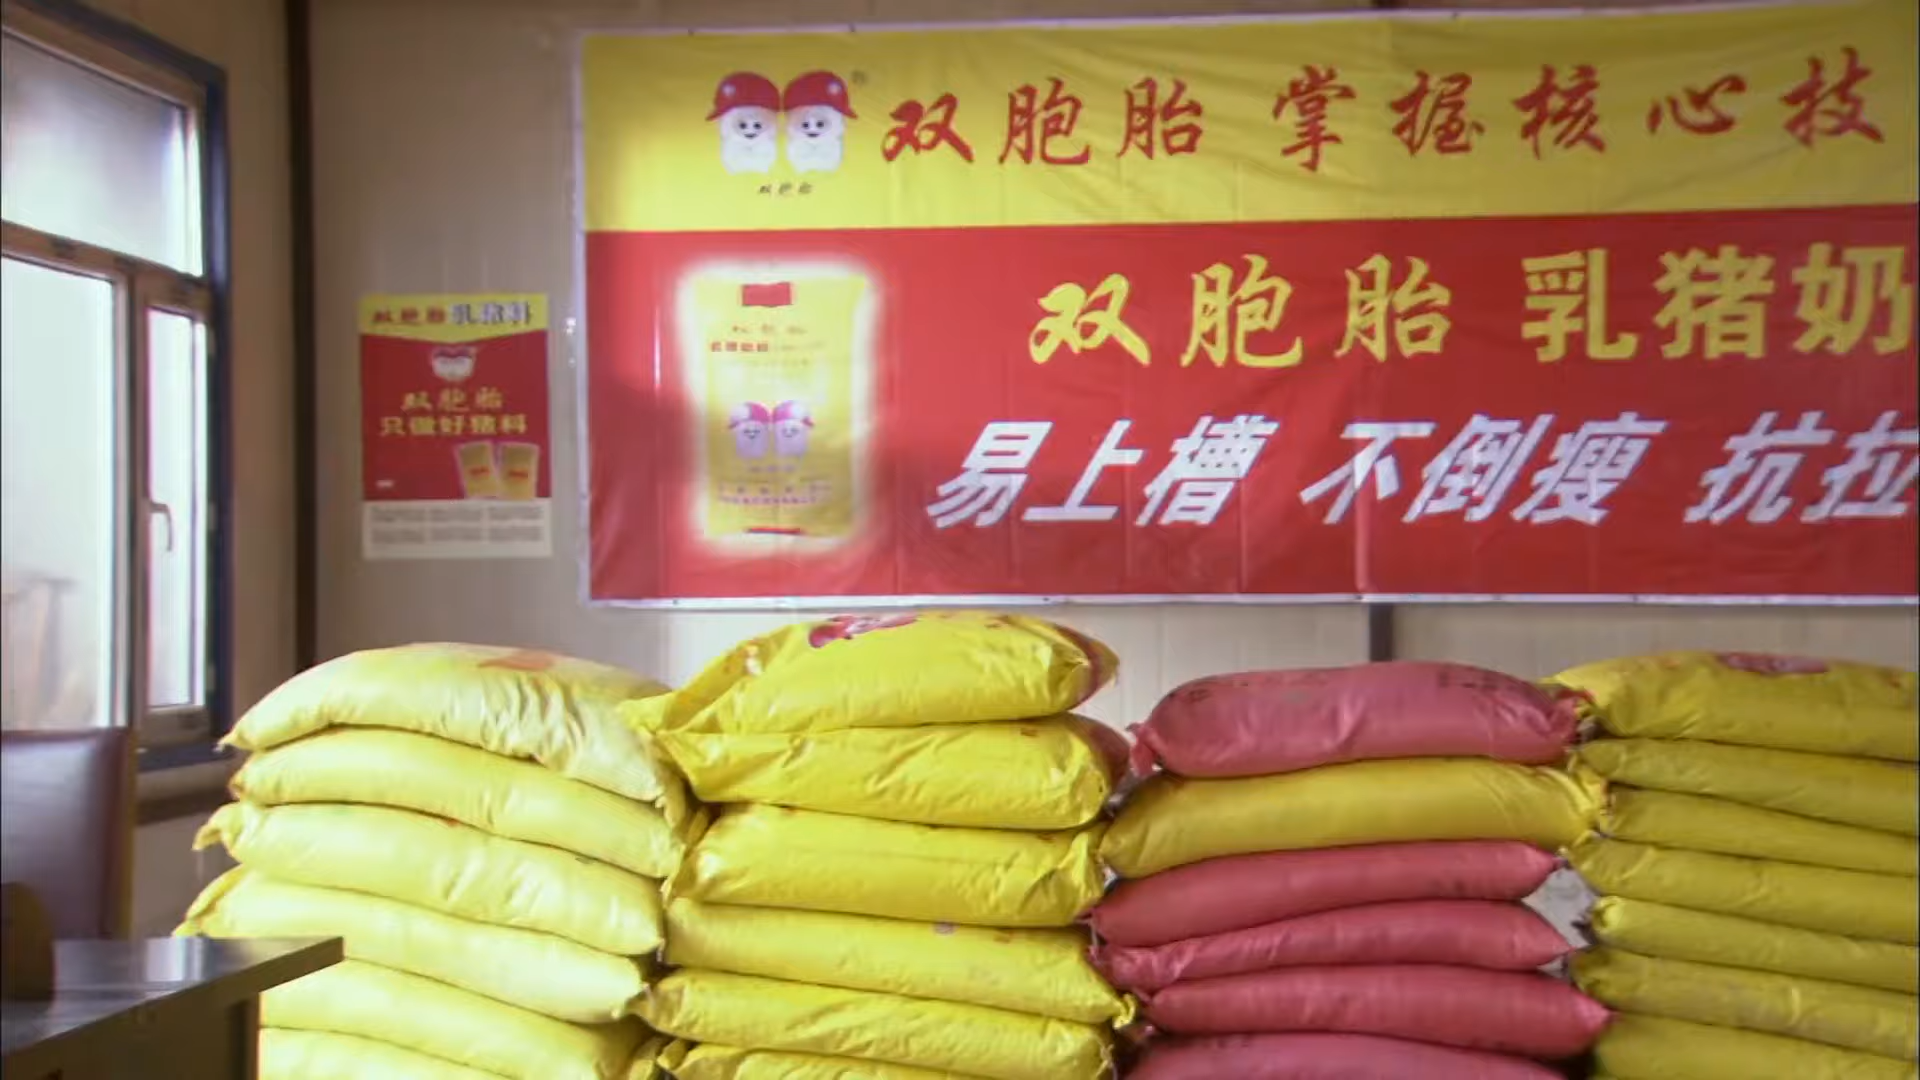 双胞胎 掌握核心技
双胞胎
双胞胎 乳猪奶
易上槽 不倒瘦 抗拉
双胞胎 乳猪料
双胞胎
只做好猪料